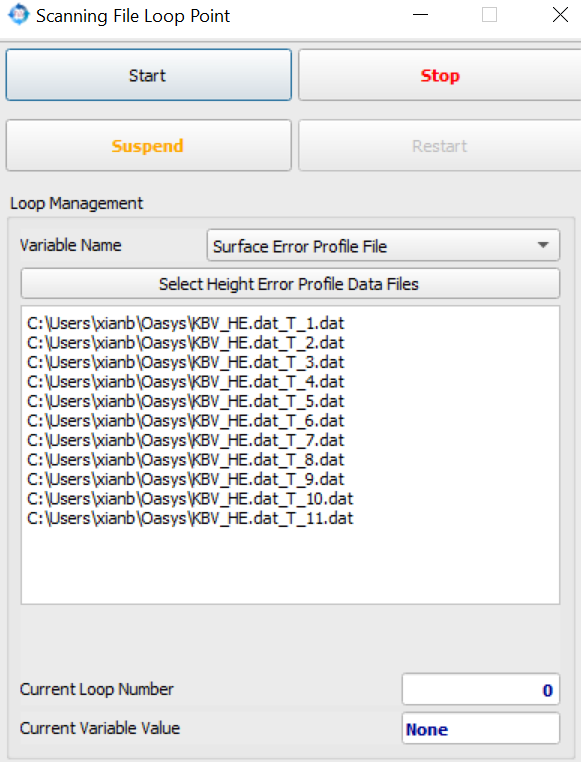 Scanning File Loop Point
Start
Stop
Suspend
Restart
Loop Management
Variable Name
Surface Error Profile File
Select Height Error Profile Data Files
C:\Users\xianb\Oasys\KBV_HE.dat_T_1.dat
C:\Users\xianb\Oasys\KBV_HE.dat_T_2.dat
C:\Users\xianb\Oasys\KBV_HE.dat_T_3.dat
C:\Users\xianb\Oasys\KBV_HE.dat_T_4.dat
C:\Users\xianb\Oasys\KBV_HE.dat_T_5.dat
C:\Users\xianb\Oasys\KBV_HE.dat_T_6.dat
C:\Users\xianb\Oasys\KBV_HE.dat_T_7.dat
C:\Users\xianb\Oasys\KBV_HE.dat_T_8.dat
C:\Users\xianb\Oasys\KBV_HE.dat_T_9.dat
C:\Users\xianb\Oasys\KBV_HE.dat_T_10.dat
C:\Users\xianb\Oasys\KBV_HE.dat_T_11.dat
Current Loop Number
0
Current Variable Value
None